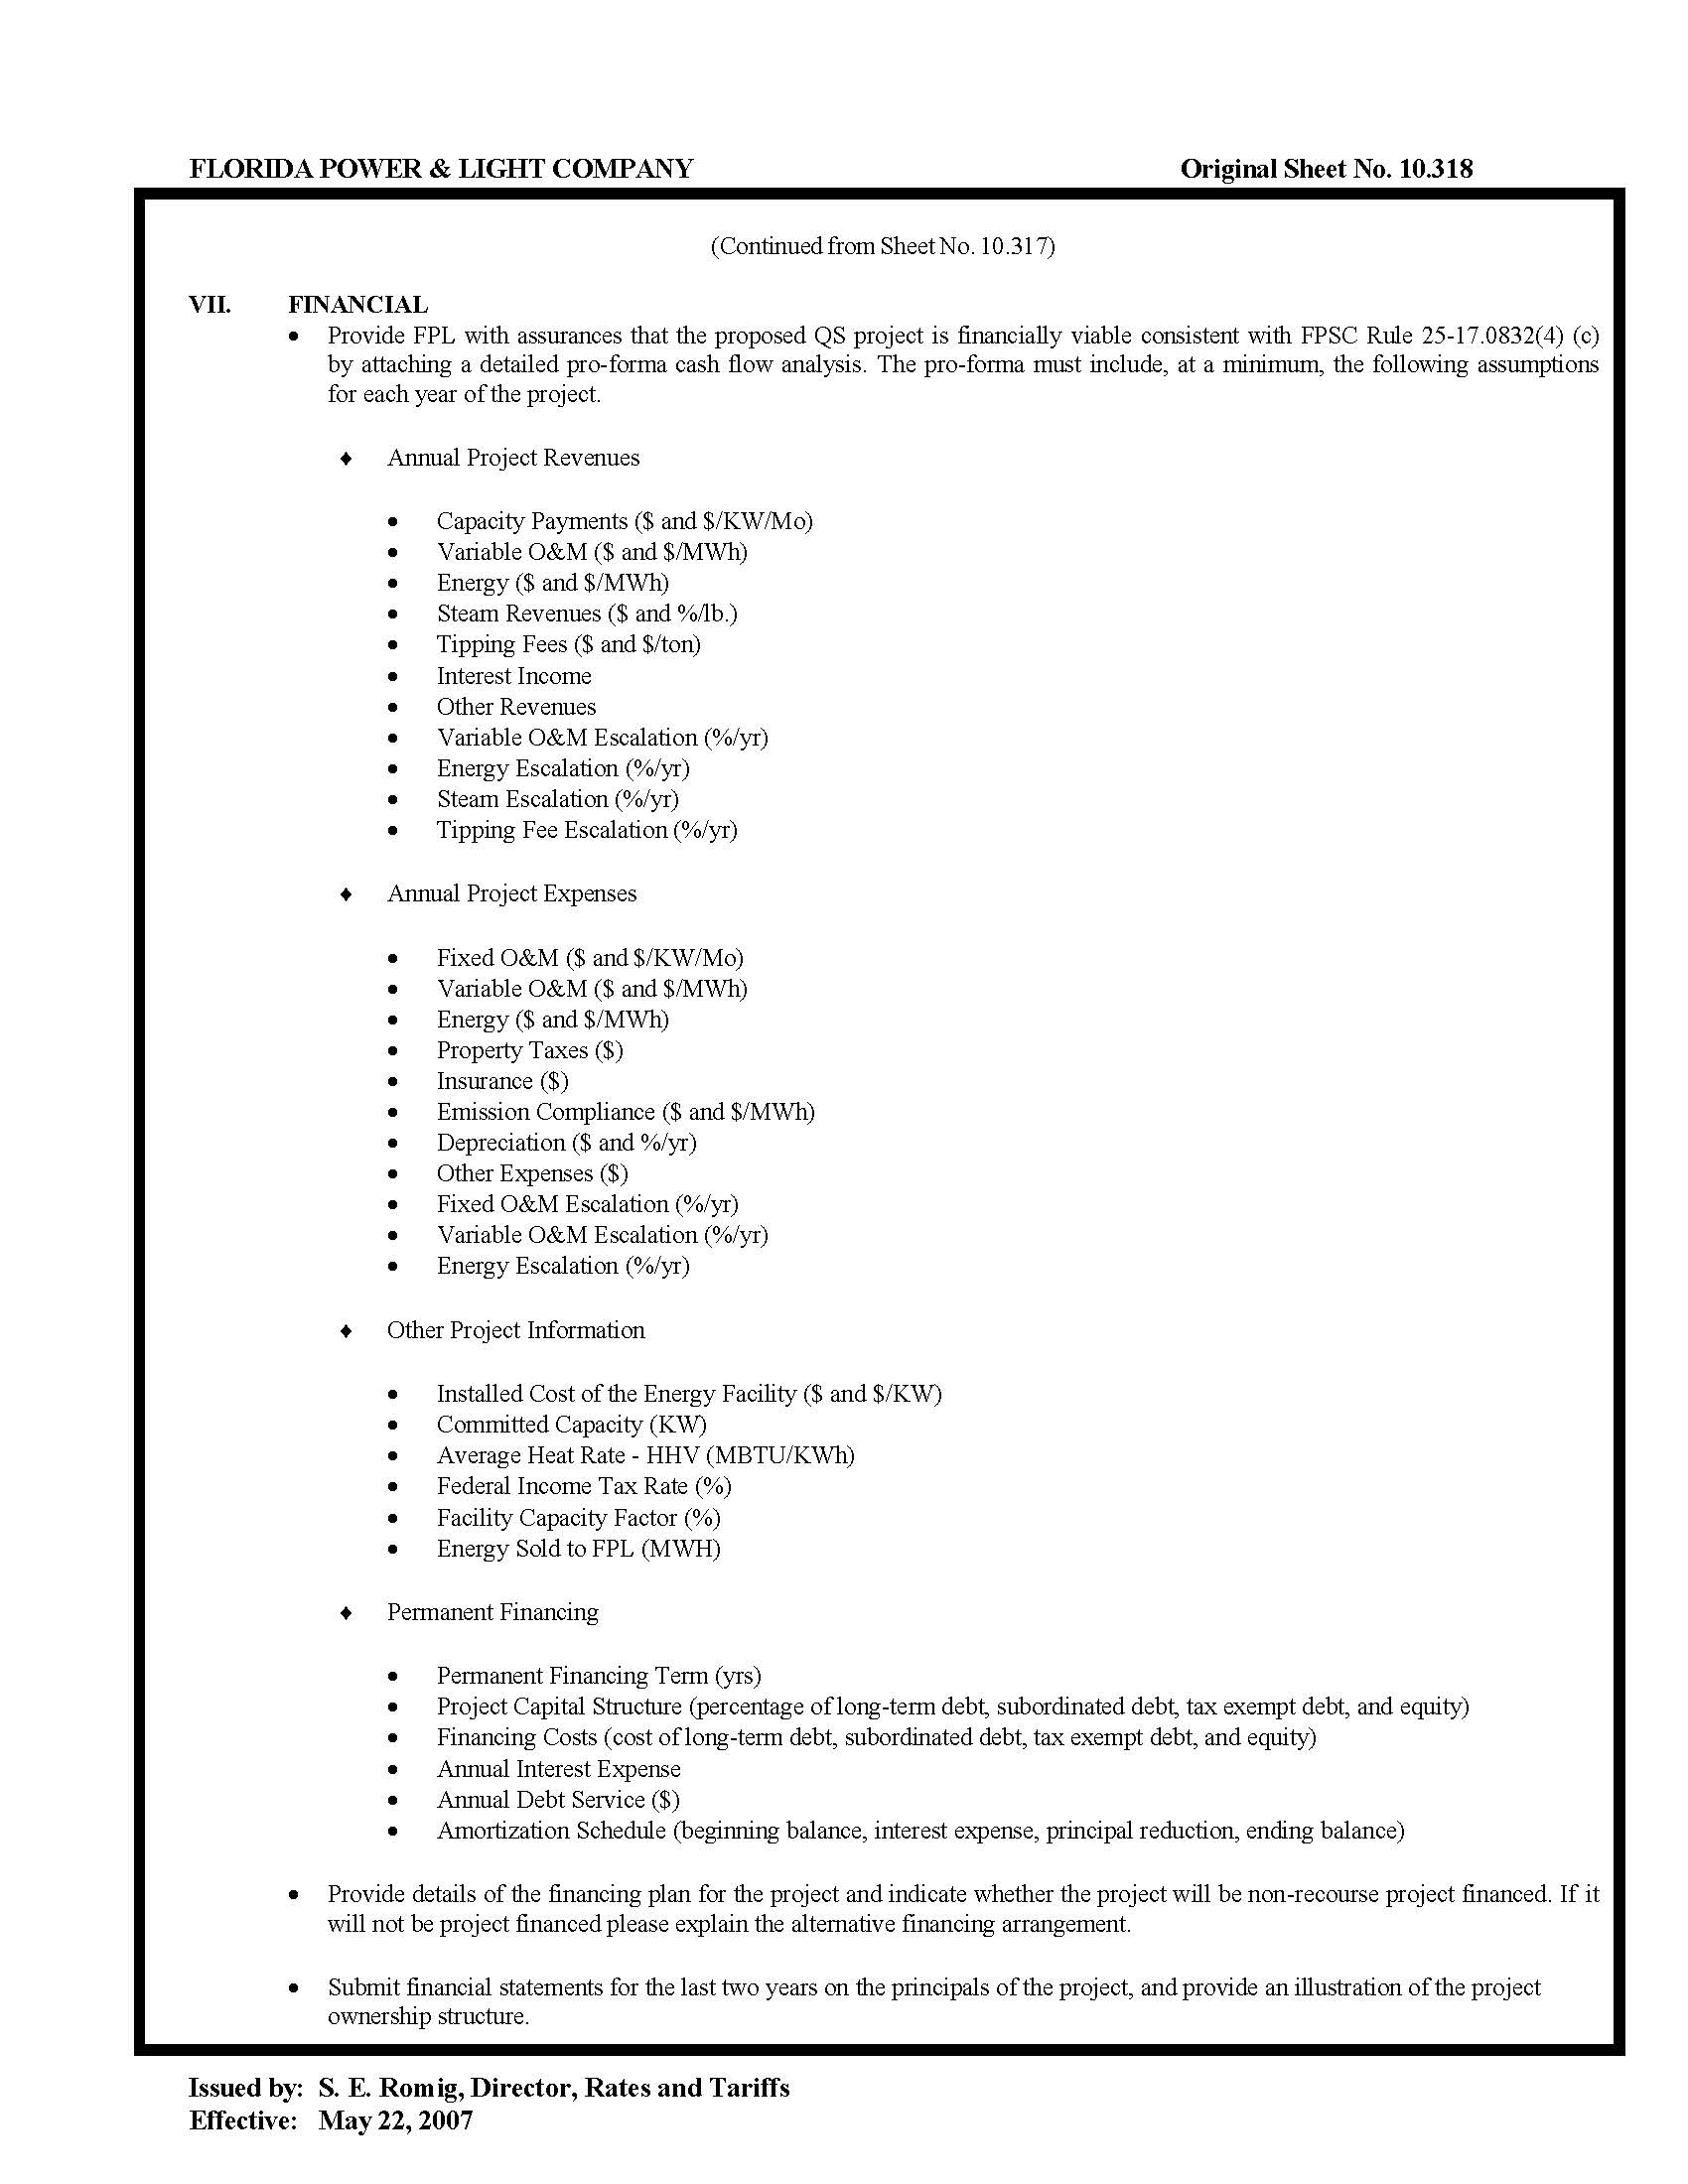 FLORIDA POWER & LIGHT COMPANY Original Sheet No. 10.318
(Continued from Sheet No. 10.317)
VII. FINANCIAL
• Provide FPL with assurances that the proposed QS project is financially viable consistent with FPSC Rule 25-17.0832(4) (c)
by attaching a detailed pro-forma cash flow analysis. The pro-forma must include, at a minimum, the following assumptions
for each year of the project.
♦ Annual Project Revenues
• Capacity Payments ($ and $/KW/Mo)
• Variable O&M ($ and $/MWh)
• Energy ($ and $/MWh)
• Steam Revenues ($ and %/lb.)
• Tipping Fees ($ and $/ton)
• Interest Income
• Other Revenues
• Variable O&M Escalation (%/yr)
• Energy Escalation (%/yr)
• Steam Escalation (%/yr)
• Tipping Fee Escalation (%/yr)
♦ Annual Project Expenses
• Fixed O&M ($ and $/KW/Mo)
• Variable O&M ($ and $/MWh)
• Energy ($ and $/MWh)
• Property Taxes ($)
• Insurance ($)
• Emission Compliance ($ and $/MWh)
• Depreciation ($ and %/yr)
• Other Expenses ($)
• Fixed O&M Escalation (%/yr)
• Variable O&M Escalation (%/yr)
• Energy Escalation (%/yr)
♦ Other Project Information
• Installed Cost of the Energy Facility ($ and $/KW)
• Committed Capacity (KW)
• Average Heat Rate - HHV (MBTU/KWh)
• Federal Income Tax Rate (%)
• Facility Capacity Factor (%)
• Energy Sold to FPL (MWH)
♦ Permanent Financing
• Permanent Financing Term (yrs)
• Project Capital Structure (percentage of long-term debt, subordinated debt, tax exempt debt, and equity)
• Financing Costs (cost of long-term debt, subordinated debt, tax exempt debt, and equity)
• Annual Interest Expense
• Annual Debt Service ($)
• Amortization Schedule (beginning balance, interest expense, principal reduction, ending balance)
• Provide details of the financing plan for the project and indicate whether the project will be non-recourse project financed. If it
will not be project financed please explain the alternative financing arrangement.
• Submit financial statements for the last two years on the principals of the project, and provide an illustration of the project
ownership structure.
Issued by: S. E. Romig, Director, Rates and Tariffs
Effective: May 22, 2007